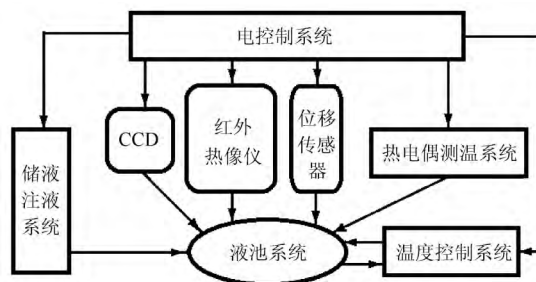 电控制系统
CCD
红外
热像仪
位移
传感
器
热电偶测温系统
储液
注液
系统
液池系统
温度控制系统